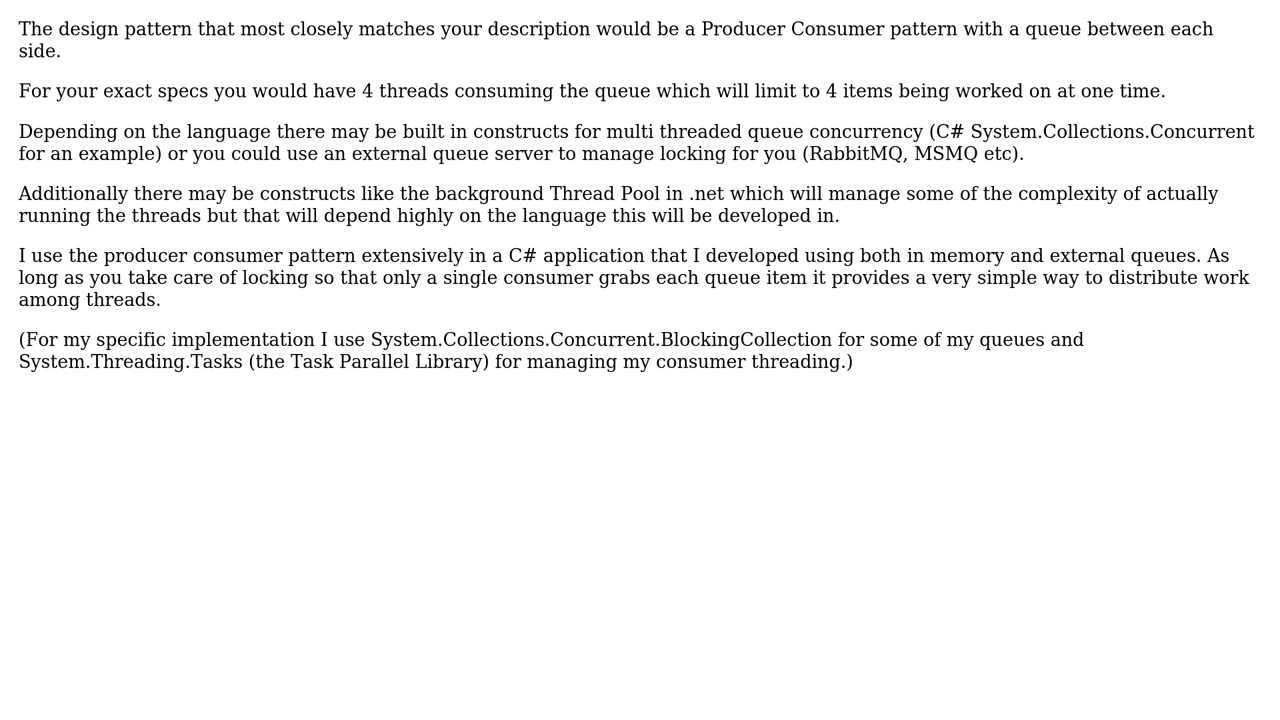 The design pattern that most closely matches your description would be a Producer Consumer pattern with a queue between each
side.
For your exact specs you would have 4 threads consuming the queue which will limit to 4 items being worked on at one time.
Depending on the language there may be built in constructs for multi threaded queue concurrency (C# System.Collections.Concurrent
for an example) or you could use an external queue server to manage locking for you (RabbitMQ, MSMQ etc).
Additionally there may be constructs like the background Thread Pool in .net which will manage some of the complexity of actually
running the threads but that will depend highly on the language this will be developed in.
I use the producer consumer pattern extensively in a C# application that I developed using both in memory and external queues. As
long as you take care of locking so that only a single consumer grabs each queue item it provides a very simple way to distribute work
among threads.
(For my specific implementation I use System.Collections.Concurrent.BlockingCollection for some of my queues and
System.Threading.Tasks (the Task Parallel Library) for managing my consumer threading.)